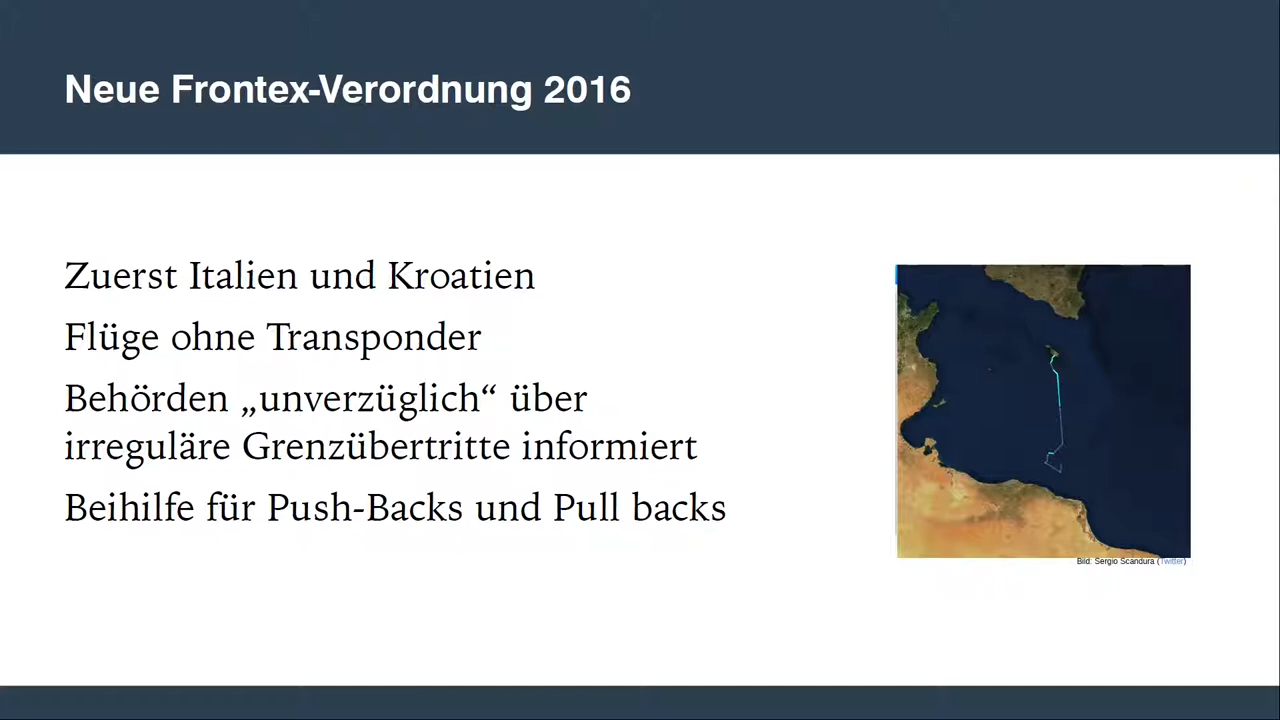 Neue Frontex-Verordnung 2016
Zuerst Italien und Kroatien
Flüge ohne Transponder
Behörden „unverzüglich“ über
irreguläre Grenzübertritte informiert
Beihilfe für Push-Backs und Pull backs
Bild: Sergio Scandura (Twitter)